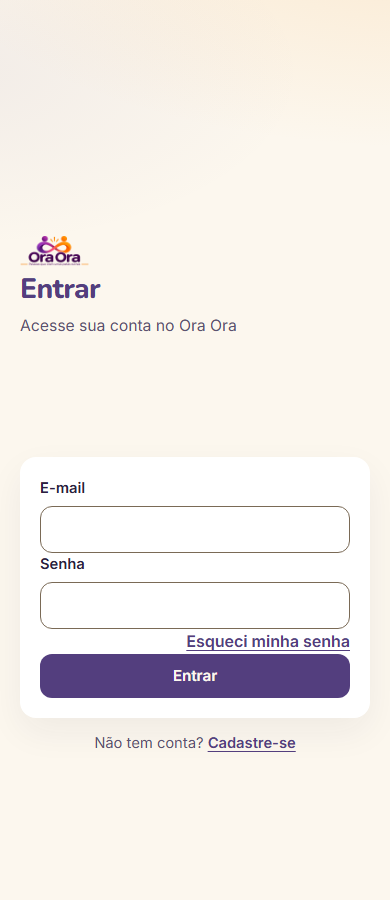 Ora Ora
Entrar
Acesse sua conta no Ora Ora
E-mail
Senha
Esqueci minha senha
Entrar
Não tem conta? Cadastre-se